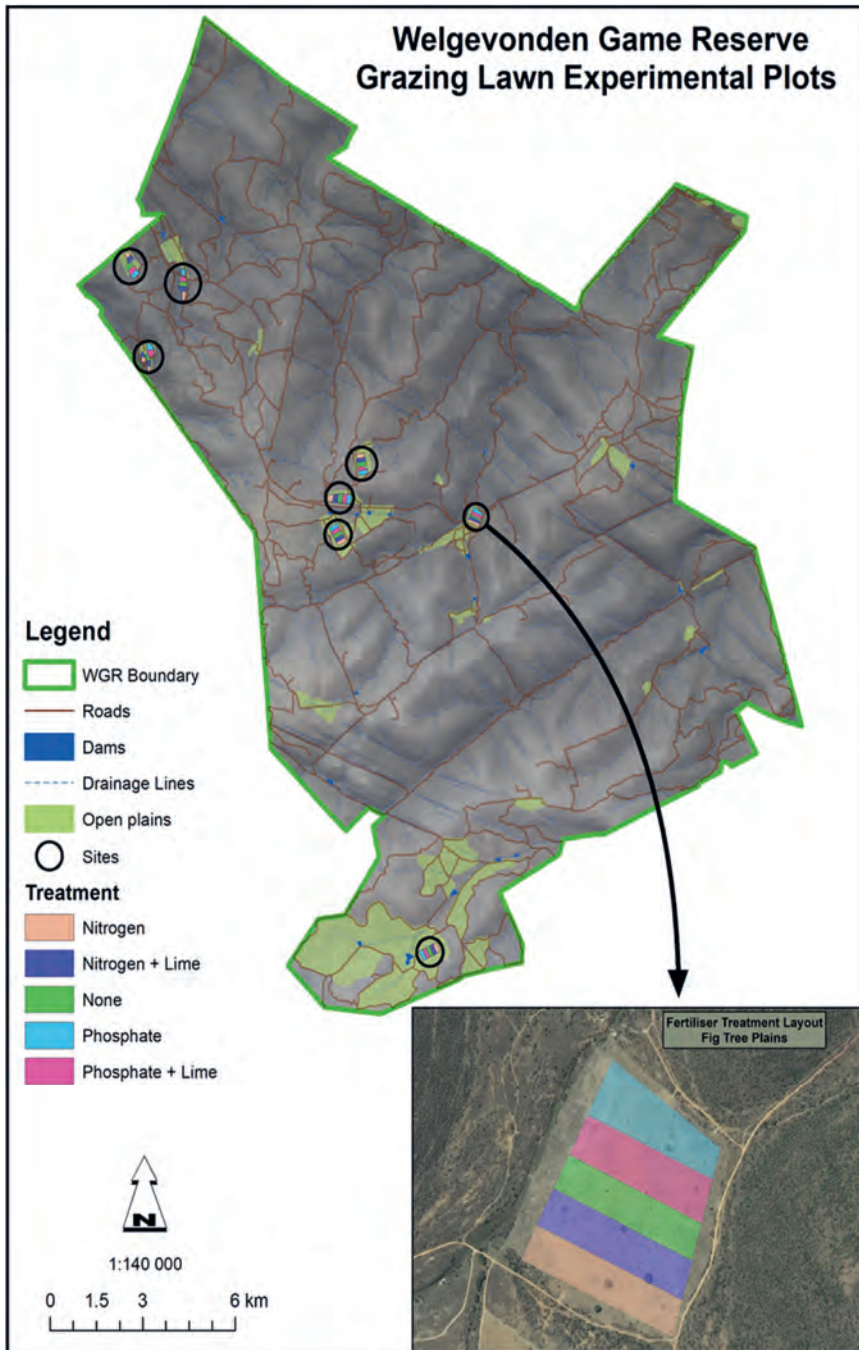 Welgevonden Game Reserve
Grazing Lawn Experimental Plots
Legend
WGR Boundary
Roads
Dams
Drainage Lines
Open plains
Sites
Treatment
Nitrogen
Nitrogen + Lime
None
Phosphate
Phosphate + Lime
N
1:140 000
0 1.5 3 6 km
Fertiliser Treatment Layout
Fig Tree Plains